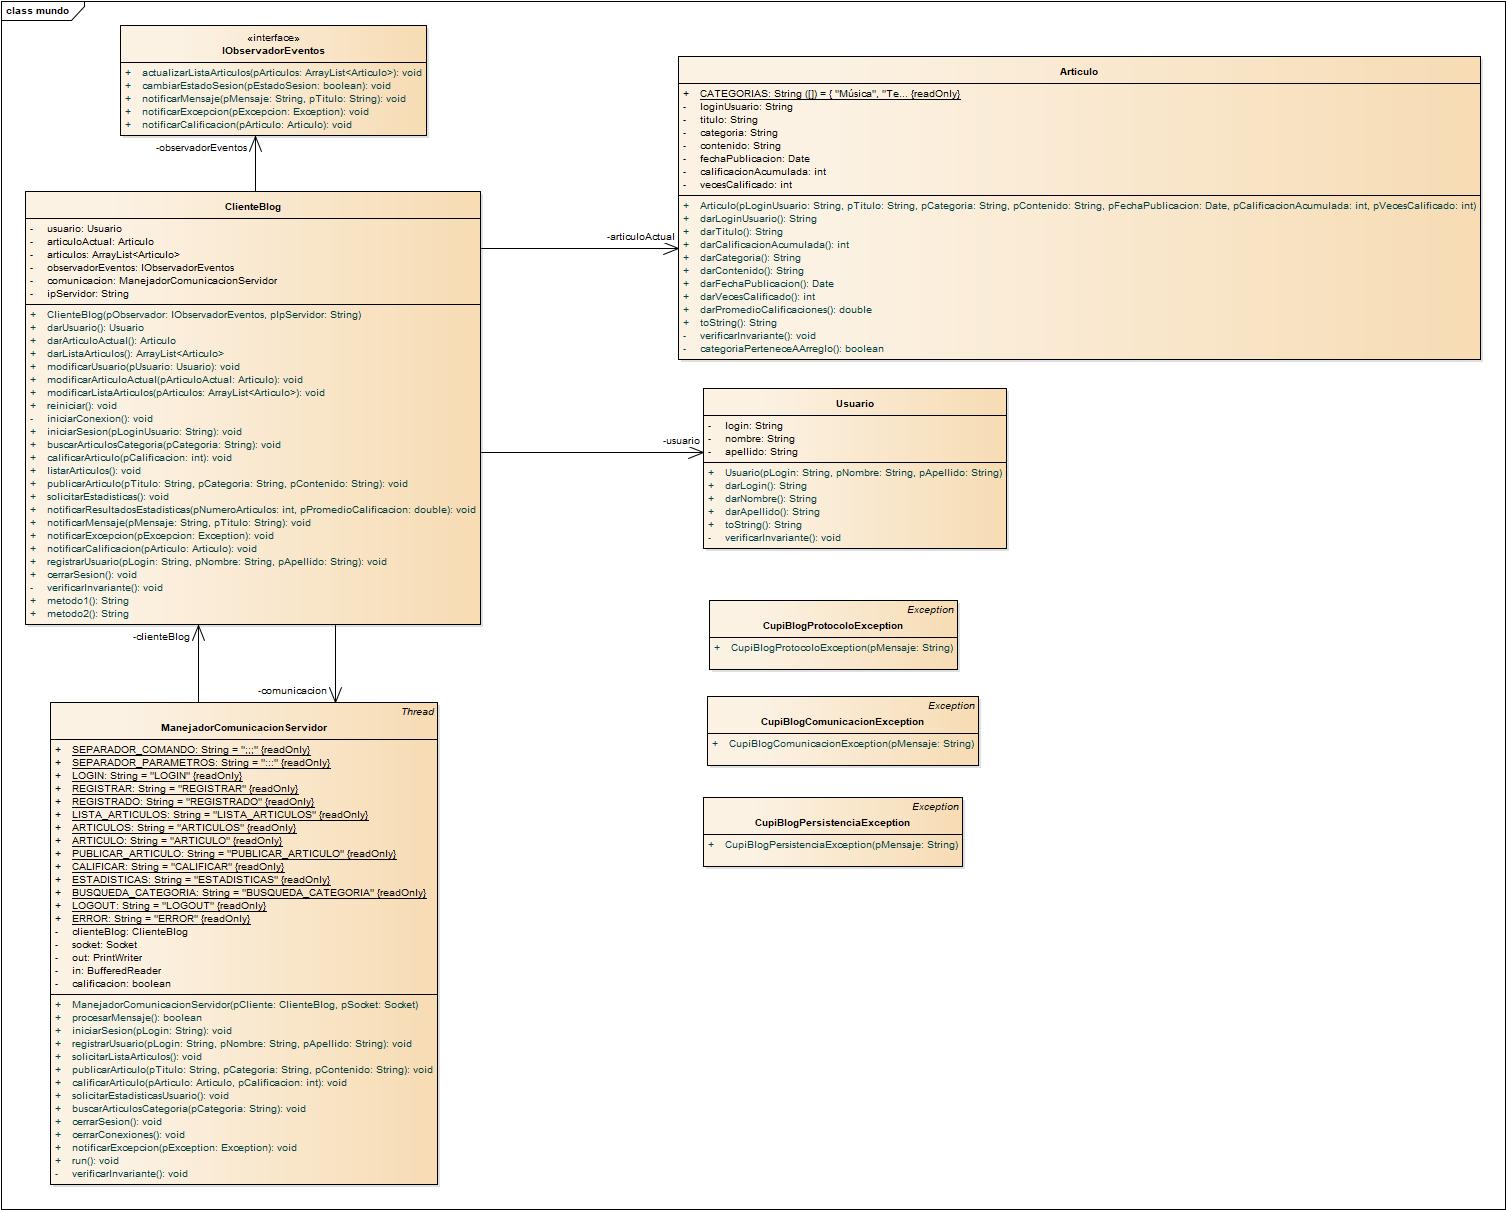 class mundo
«interface»
IObservadorEventos
+ actualizarListaArticulos(pArticulos: ArrayList<Articulo>): void
+ cambiarEstadoSesion(pEstadoSesion: boolean): void
+ notificarMensaje(pMensaje: String, pTitulo: String): void
+ notificarExcepcion(pExcepcion: Exception): void
+ notificarCalificacion(pArticulo: Articulo): void
-observadorEventos
ClienteBlog
- usuario: Usuario
- articuloActual: Articulo
- articulos: ArrayList<Articulo>
- observadorEventos: IObservadorEventos
- comunicacion: ManejadorComunicacionServidor
- ipServidor: String
+ ClienteBlog(pObservador: IObservadorEventos, pIpServidor: String)
+ darUsuario(): Usuario
+ darArticuloActual(): Articulo
+ darListaArticulos(): ArrayList<Articulo>
+ modificarUsuario(pUsuario: Usuario): void
+ modificarArticuloActual(pArticuloActual: Articulo): void
+ modificarListaArticulos(pArticulos: ArrayList<Articulo>): void
+ reiniciar(): void
- iniciarConexion(): void
+ iniciarSesion(pLoginUsuario: String): void
+ buscarArticulosCategoria(pCategoria: String): void
+ calificarArticulo(pCalificacion: int): void
+ listarArticulos(): void
+ publicarArticulo(pTitulo: String, pCategoria: String, pContenido: String): void
+ solicitarEstadisticas(): void
+ notificarResultadosEstadisticas(pNumeroArticulos: int, pPromedioCalificacion: double): void
+ notificarMensaje(pMensaje: String, pTitulo: String): void
+ notificarExcepcion(pExcepcion: Exception): void
+ notificarCalificacion(pArticulo: Articulo): void
+ registrarUsuario(pLogin: String, pNombre: String, pApellido: String): void
+ cerrarSesion(): void
- verificarInvariante(): void
+ metodo1(): String
+ metodo2(): String
-articuloActual
-usuario
-clienteBlog
-comunicacion
Thread
ManejadorComunicacionServidor
+ SEPARADOR_COMANDO: String = ";;;" {readOnly}
+ SEPARADOR_PARAMETROS: String = ":::" {readOnly}
+ LOGIN: String = "LOGIN" {readOnly}
+ REGISTRAR: String = "REGISTRAR" {readOnly}
+ REGISTRADO: String = "REGISTRADO" {readOnly}
+ LISTA_ARTICULOS: String = "LISTA_ARTICULOS" {readOnly}
+ ARTICULOS: String = "ARTICULOS" {readOnly}
+ ARTICULO: String = "ARTICULO" {readOnly}
+ PUBLICAR_ARTICULO: String = "PUBLICAR_ARTICULO" {readOnly}
+ CALIFICAR: String = "CALIFICAR" {readOnly}
+ ESTADISTICAS: String = "ESTADISTICAS" {readOnly}
+ BUSQUEDA_CATEGORIA: String = "BUSQUEDA_CATEGORIA" {readOnly}
+ LOGOUT: String = "LOGOUT" {readOnly}
+ ERROR: String = "ERROR" {readOnly}
- clienteBlog: ClienteBlog
- socket: Socket
- out: PrintWriter
- in: BufferedReader
- calificacion: boolean
+ ManejadorComunicacionServidor(pCliente: ClienteBlog, pSocket: Socket)
+ procesarMensaje(): boolean
+ iniciarSesion(pLogin: String): void
+ registrarUsuario(pLogin: String, pNombre: String, pApellido: String): void
+ solicitarListaArticulos(): void
+ publicarArticulo(pTitulo: String, pCategoria: String, pContenido: String): void
+ calificarArticulo(pArticulo: Articulo, pCalificacion: int): void
+ solicitarEstadisticasUsuario(): void
+ buscarArticulosCategoria(pCategoria: String): void
+ cerrarSesion(): void
+ cerrarConexiones(): void
+ notificarExcepcion(pException: Exception): void
+ run(): void
- verificarInvariante(): void
Articulo
+ CATEGORIAS: String ([]) = { "Música", "Te... {readOnly}
- loginUsuario: String
- titulo: String
- categoria: String
- contenido: String
- fechaPublicacion: Date
- calificacionAcumulada: int
- vecesCalificado: int
+ Articulo(pLoginUsuario: String, pTitulo: String, pCategoria: String, pContenido: String, pFechaPublicacion: Date, pCalificacionAcumulada: int, pVecesCalificado: int)
+ darLoginUsuario(): String
+ darTitulo(): String
+ darCalificacionAcumulada(): int
+ darCategoria(): String
+ darContenido(): String
+ darFechaPublicacion(): Date
+ darVecesCalificado(): int
+ darPromedioCalificaciones(): double
+ toString(): String
- verificarInvariante(): void
- categoriaPerteneceAArreglo(): boolean
Usuario
- login: String
- nombre: String
- apellido: String
+ Usuario(pLogin: String, pNombre: String, pApellido: String)
+ darLogin(): String
+ darNombre(): String
+ darApellido(): String
+ toString(): String
- verificarInvariante(): void
Exception
CupiBlogProtocoloException
+ CupiBlogProtocoloException(pMensaje: String)
Exception
CupiBlogComunicacionException
+ CupiBlogComunicacionException(pMensaje: String)
Exception
CupiBlogPersistenciaException
+ CupiBlogPersistenciaException(pMensaje: String)